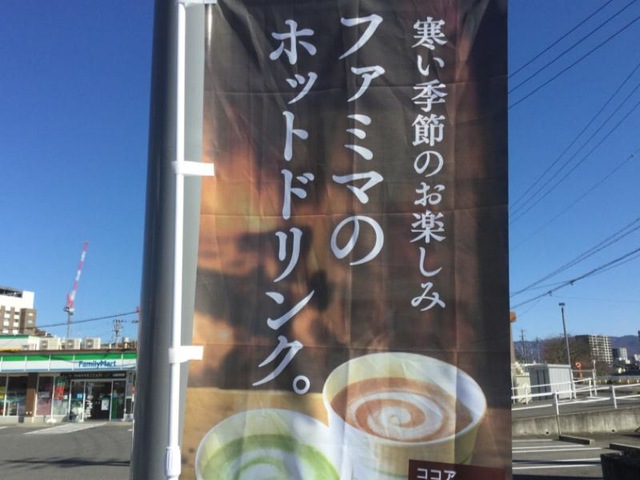 寒い季節のお楽しみ
ファミマの
ホットドリンク。
ココア
FamilyMart